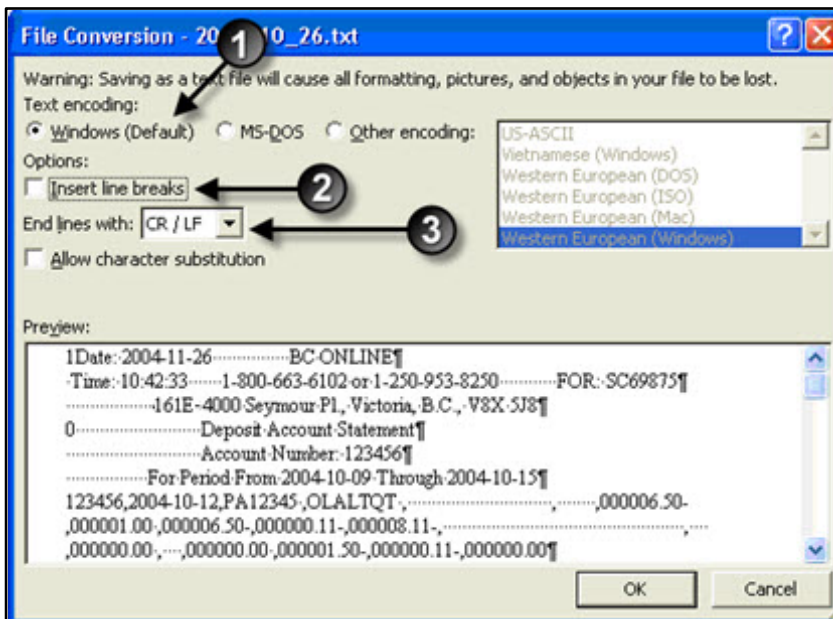 File Conversion - 20 10_26.txt
1
Warning: Saving as a text file will cause all formatting, pictures, and objects in your file to be lost.
Text encoding:
Windows (Default) MS-DOS Other encoding:
US-ASCII
Vietnamese (Windows)
Western European (DOS)
Western European (ISO)
Western European (Mac)
Western European (Windows)
Options:
Insert line breaks
2
End lines with: CR / LF
3
Allow character substitution
Preview:
1Date:·2004-11-26················BC·ONLINE¶
·Time:·10:42:33······1-800-663-6102·or·1-250-953-8250···········FOR:·SC69875¶
·················161E·-4000·Seymour·Pl.,·Victoria,·B.C.,·V8X·5J8¶
0·······················Deposit·Account·Statement¶
························Account·Number:·123456¶
···············For·Period·From·2004-10-09·Through·2004-10-15¶
123456,2004-10-12,PA12345·,OLALTQT·,··························,·······,000006.50-
,000001.00·,000006.50-,000000.11-,000008.11-,············································,····
,000000.00·,····,000000.00·,000001.50-,000000.11-,000000.00¶
OK Cancel